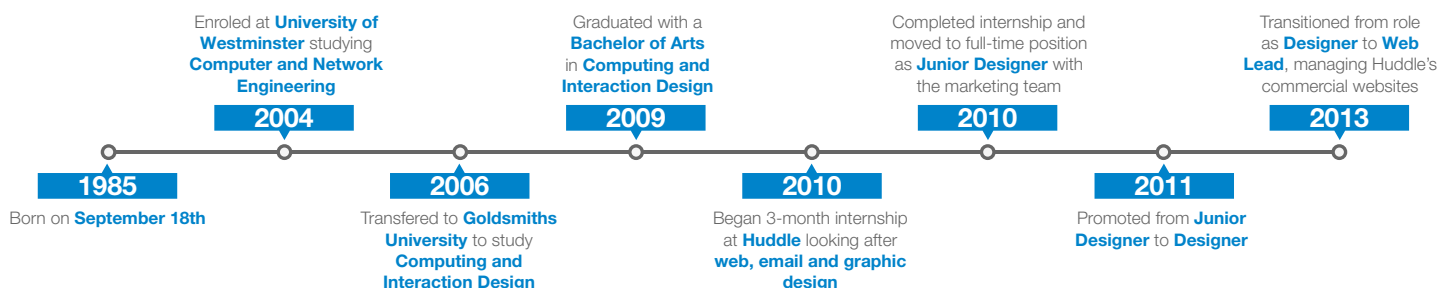 Born on September 18th
1985
Enroled at University of
Westminster studying
Computer and Network
Engineering
2004
2006
Transfered to Goldsmiths
University to study
Computing and
Interaction Design
Graduated with a
Bachelor of Arts
in Computing and
Interaction Design
2009
2010
Began 3-month internship
at Huddle looking after
web, email and graphic
design
Completed internship and
moved to full-time position
as Junior Designer with
the marketing team
2010
2011
Promoted from Junior
Designer to Designer
Transitioned from role
as Designer to Web
Lead, managing Huddle’s
commercial websites
2013